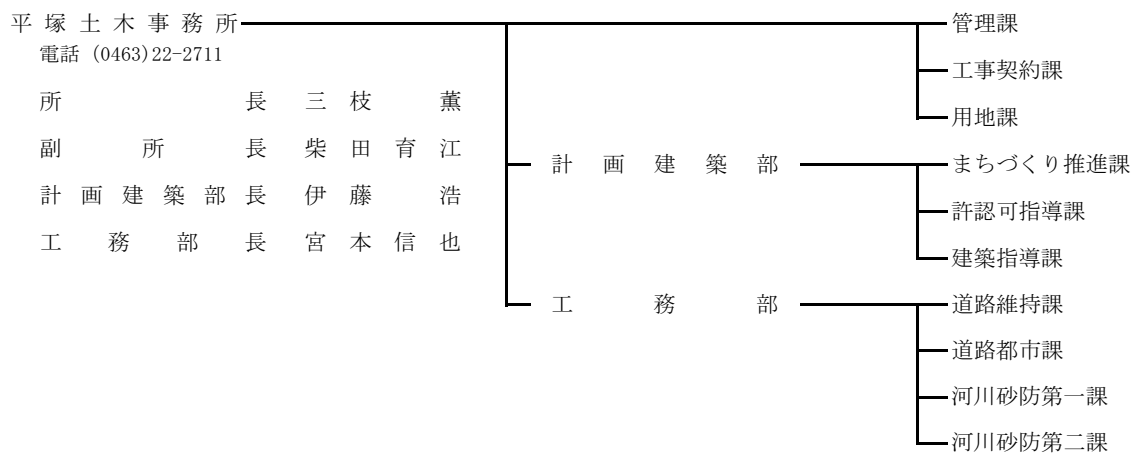 平塚土木事務所 管理課
電話 (0463)22-2711
工事契約課
所長 三枝薫
用地課
副所長 柴田育江
計画建築部 まちづくり推進課
計画建築部長 伊藤浩
許認可指導課
工務部長 宮本信也
建築指導課
工務部 道路維持課
道路都市課
河川砂防第一課
河川砂防第二課